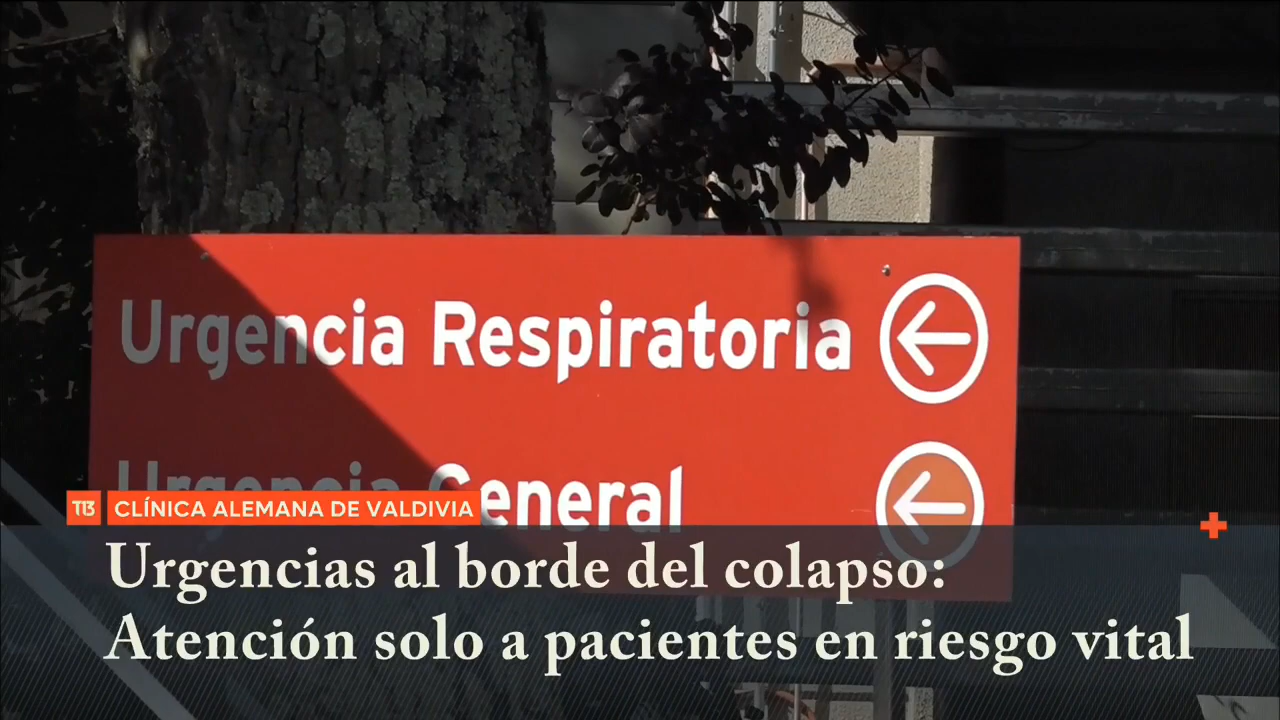 Urgencia Respiratoria
Urgencia General
T13 CLÍNICA ALEMANA DE VALDIVIA
Urgencias al borde del colapso:
Atención solo a pacientes en riesgo vital